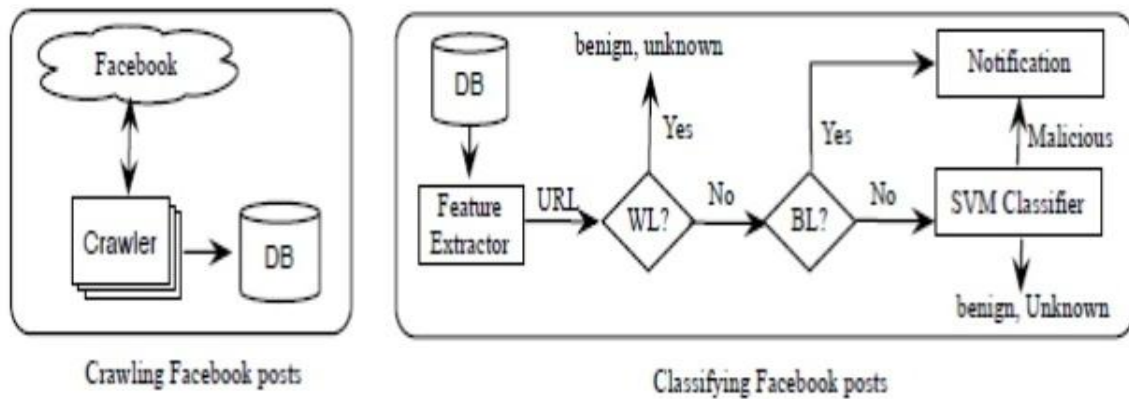 Facebook
Crawler
DB
Crawling Facebook posts
DB
Feature
Extractor
URL
WL?
benign, unknown
Yes
No
BL?
Yes
No
Notification
Malicious
SVM Classifier
benign, Unknown
Classifying Facebook posts